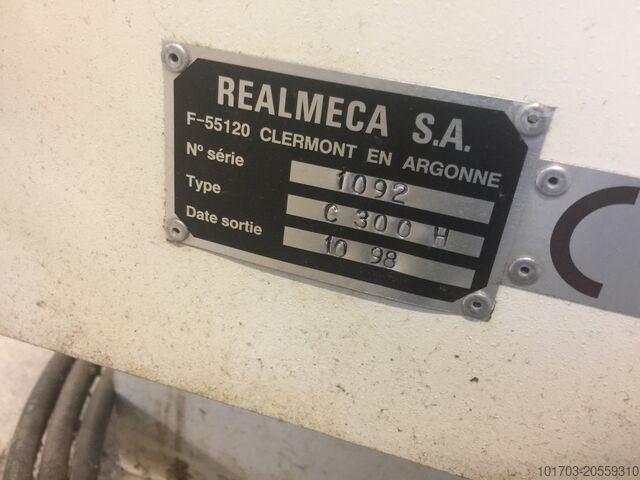 REALMECA S.A.
F-55120 CLERMONT EN ARGONNE
N° série 1092
Type C 300 H
Date sortie 10 98
C
101703-20559310